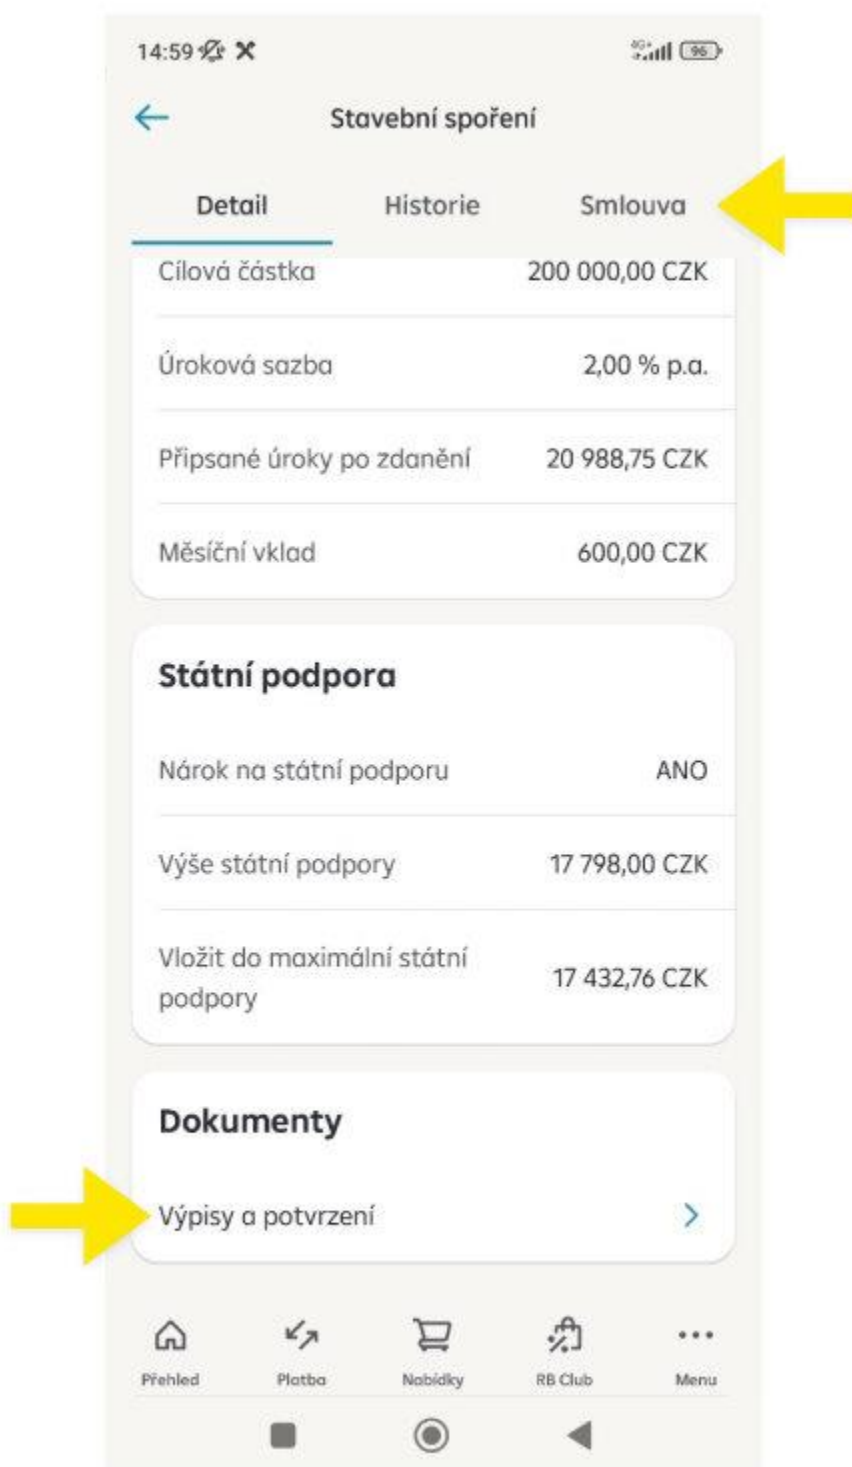 14:59
4G+
96
Stavební spoření
Detail
Historie
Smlouva
Cílová částka
200 000,00 CZK
Úroková sazba
2,00 % p.a.
Připsané úroky po zdanění
20 988,75 CZK
Měsíční vklad
600,00 CZK
Státní podpora
Nárok na státní podporu
ANO
Výše státní podpory
17 798,00 CZK
Vložit do maximální státní
podpory
17 432,76 CZK
Dokumenty
Výpisy a potvrzení
Přehled
Platba
Nabídky
RB Club
Menu